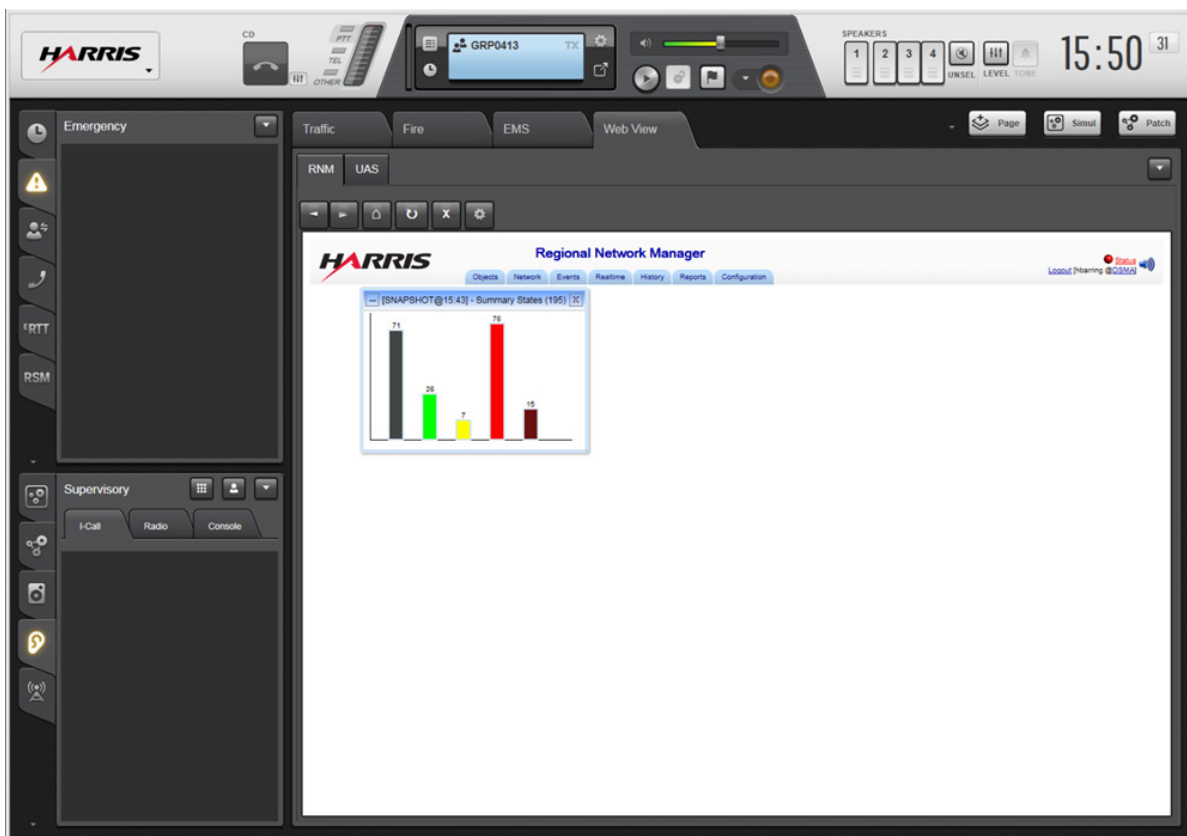 HARRIS
CD
PTT
TEL
OTHER
GRP0413 TX
SPEAKERS
1 2 3 4
UNSEL LEVEL TONE
15:50 31
Emergency
Traffic Fire EMS Web View
Page Simul Patch
RNM UAS
X
ERTT
RSM
HARRIS
Regional Network Manager
Objects Network Events Realtime History Reports Configuration
Status
Logout [hbarring @OSMA]
[SNAPSHOT@15:43] - Summary States (195) X
71
26
7
76
15
Supervisory
I-Call Radio Console